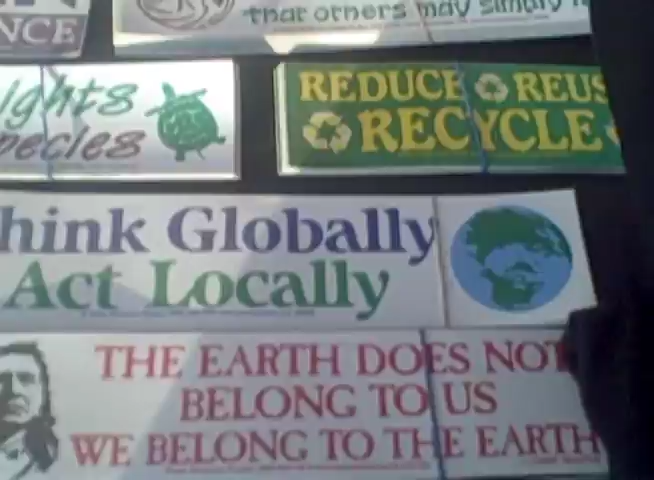 NCE
that others may simply
ights
pecies
REDUCE REUS
RECYCLE
hink Globally
Act Locally
THE EARTH DOES NOT
BELONG TO US
WE BELONG TO THE EARTH